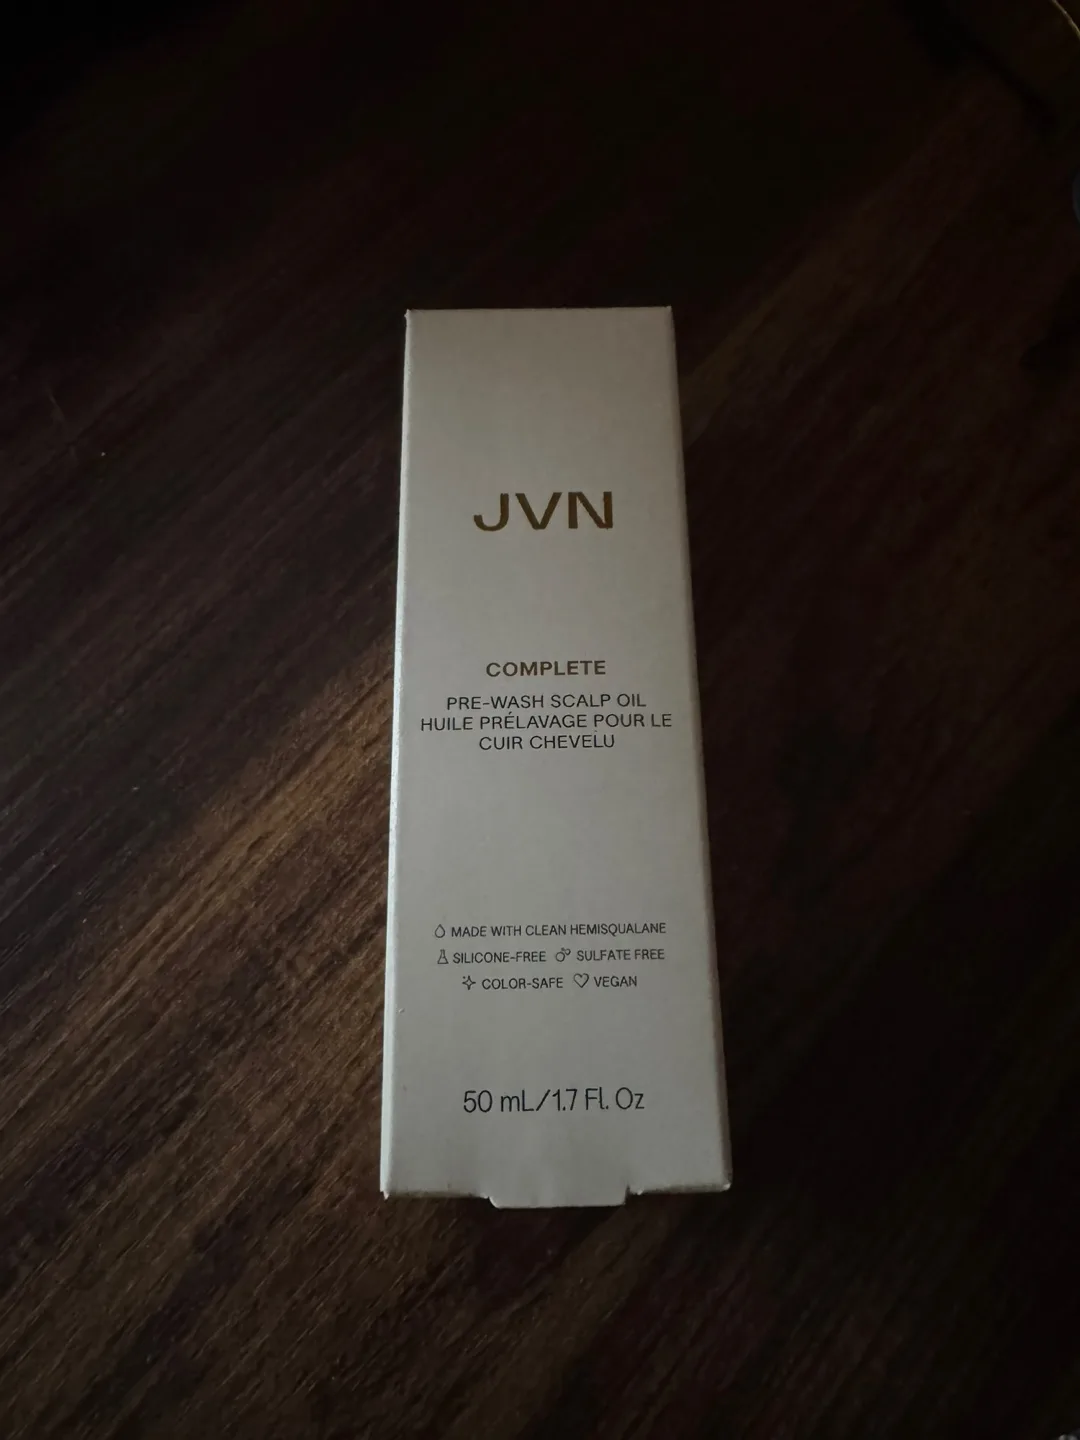 JVN
COMPLETE
PRE-WASH SCALP OIL
HUILE PRÉLAVAGE POUR LE
CUIR CHEVELU
MADE WITH CLEAN HEMISQUALANE
SILICONE-FREE SULFATE FREE
COLOR-SAFE VEGAN
50 mL/1.7 Fl. Oz